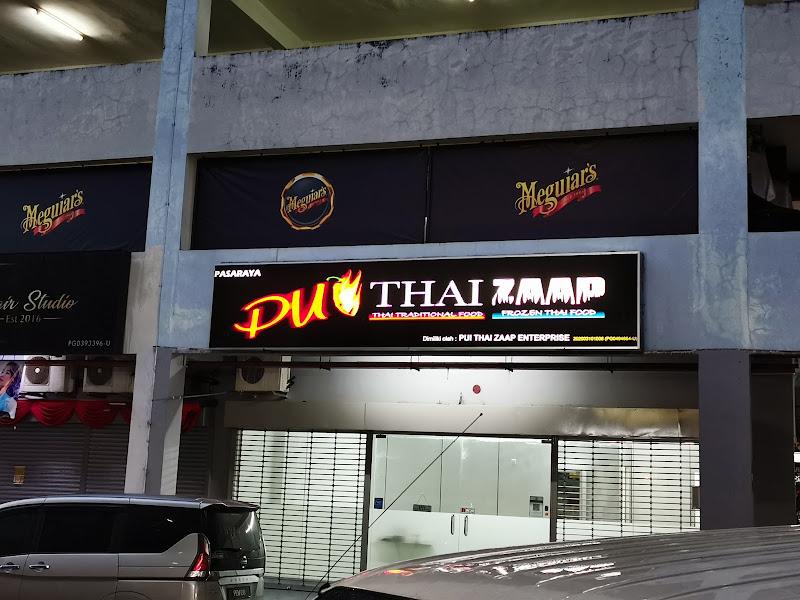 Meguiar's
Meguiar's
Meguiar's
PASARAYA
PUI THAI ZAAP
THAI TRADITIONAL FOOD
FROZEN THAI FOOD
Dimiliki oleh : PUI THAI ZAAP ENTERPRISE
Studio
Est 2016
PG0393396-U